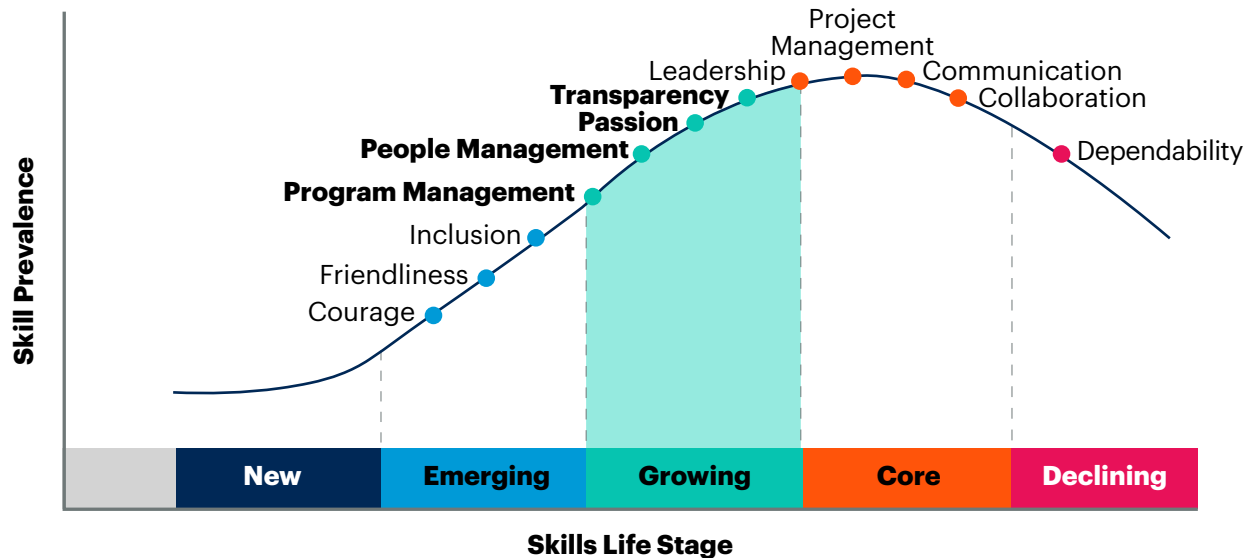 Project
Management
Leadership
Communication
Transparency
Collaboration
Passion
People Management
Dependability
Program Management
Inclusion
Friendliness
Courage
Skill Prevalence
New
Emerging
Growing
Core
Declining
Skills Life Stage